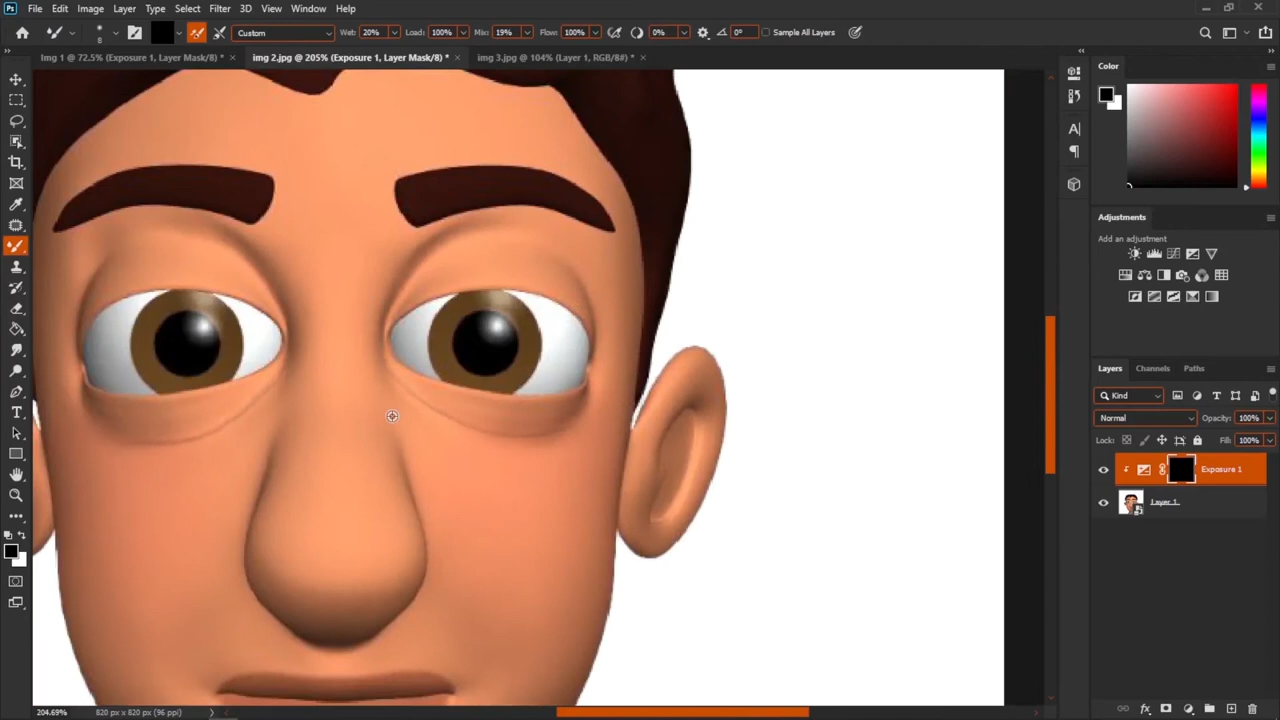 Ps File Edit Image Layer Type Select Filter 3D View Window Help
8 Custom Wet: 20% Load: 100% Mix: 19% Flow: 100% 0% 0° Sample All Layers
Img 1 @ 72.5% (Exposure 1, Layer Mask/8) * × img 2.jpg @ 205% (Exposure 1, Layer Mask/8) * × img 3.jpg @ 104% (Layer 1, RGB/8#) * ×
Color
Adjustments
Add an adjustment
Layers Channels Paths
Kind
Normal Opacity: 100%
Lock: Fill: 100%
Exposure 1
Layer 1
204.69% 820 px x 820 px (96 ppi)